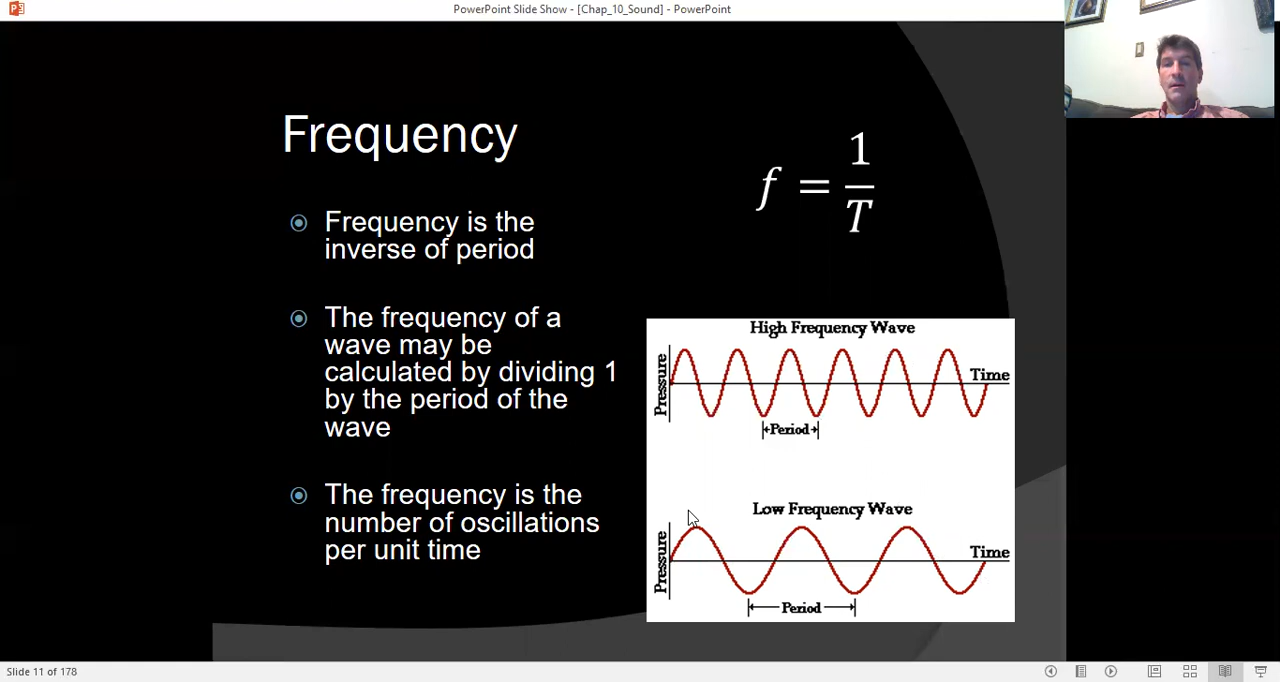 PowerPoint Slide Show - [Chap_10_Sound] - PowerPoint
Frequency
f = 1/T
Frequency is the
inverse of period
The frequency of a
wave may be
calculated by dividing 1
by the period of the
wave
The frequency is the
number of oscillations
per unit time
High Frequency Wave
Pressure
Time
Period
Low Frequency Wave
Pressure
Time
Period
Slide 11 of 178